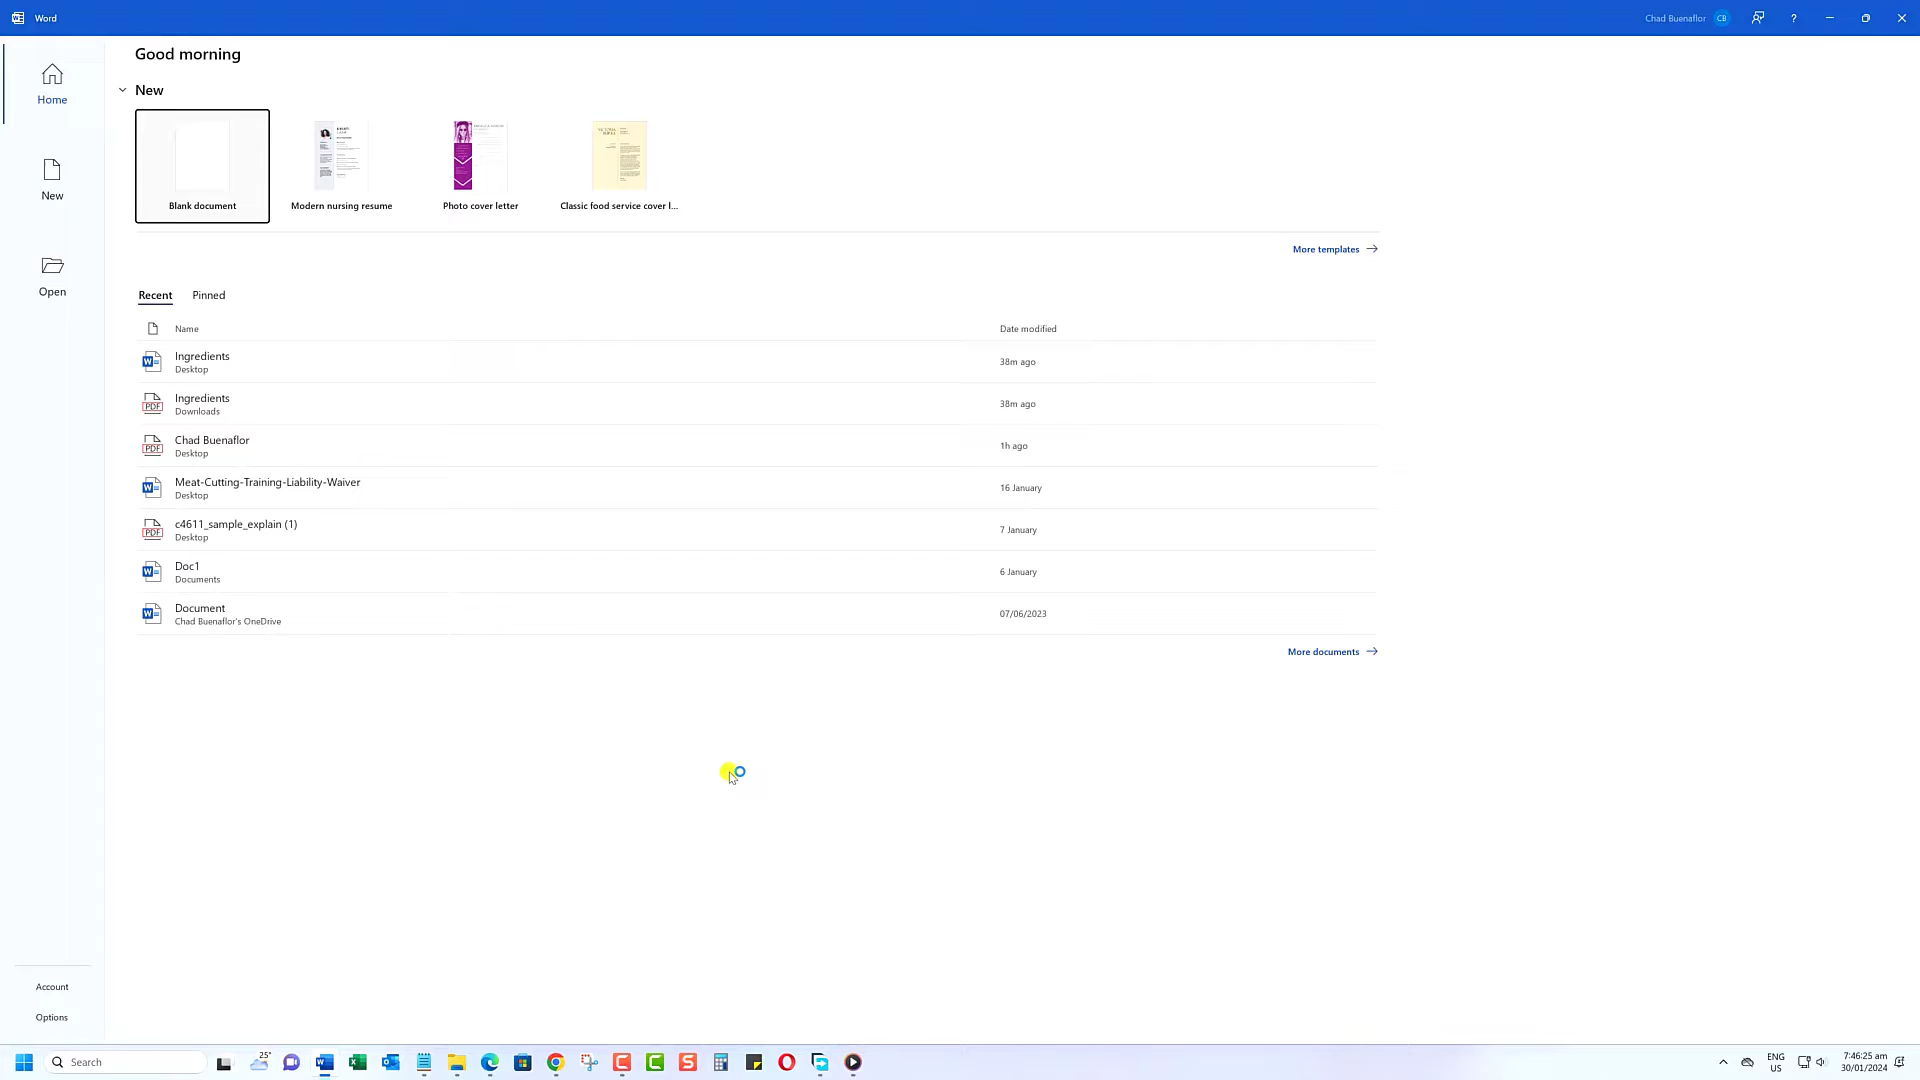 Word
Chad Buenaflor CB ?
Good morning
Home
New
Blank document
Modern nursing resume
Photo cover letter
Classic food service cover l...
New
More templates
Open
Recent Pinned
Name Date modified
Ingredients
Desktop
38m ago
Ingredients
Downloads
38m ago
Chad Buenaflor
Desktop
1h ago
Meat-Cutting-Training-Liability-Waiver
Desktop
16 January
c4611_sample_explain (1)
Desktop
7 January
Doc1
Documents
6 January
Document
Chad Buenaflor's OneDrive
07/06/2023
More documents
Account
Options
Search
25°
ENG
US
7:46:25 am
30/01/2024